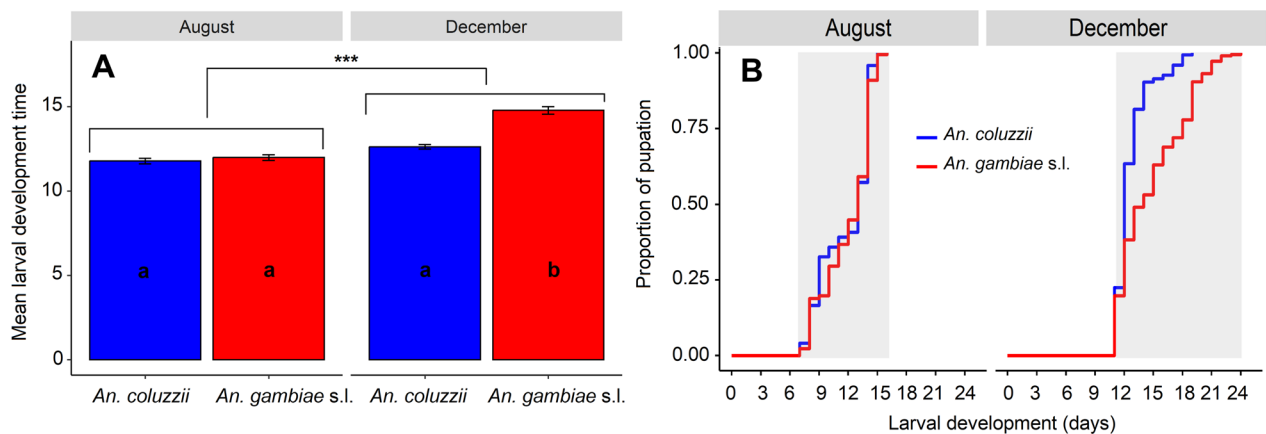 August December
A
***
Mean larval development time
15
10
5
0
a a a b
An. coluzzii An. gambiae s.l. An. coluzzii An. gambiae s.l.
August December
B
Proportion of pupation
1.00
0.75
0.50
0.25
0.00
An. coluzzii
An. gambiae s.l.
0 3 6 9 12 15 18 21 24 0 3 6 9 12 15 18 21 24
Larval development (days)